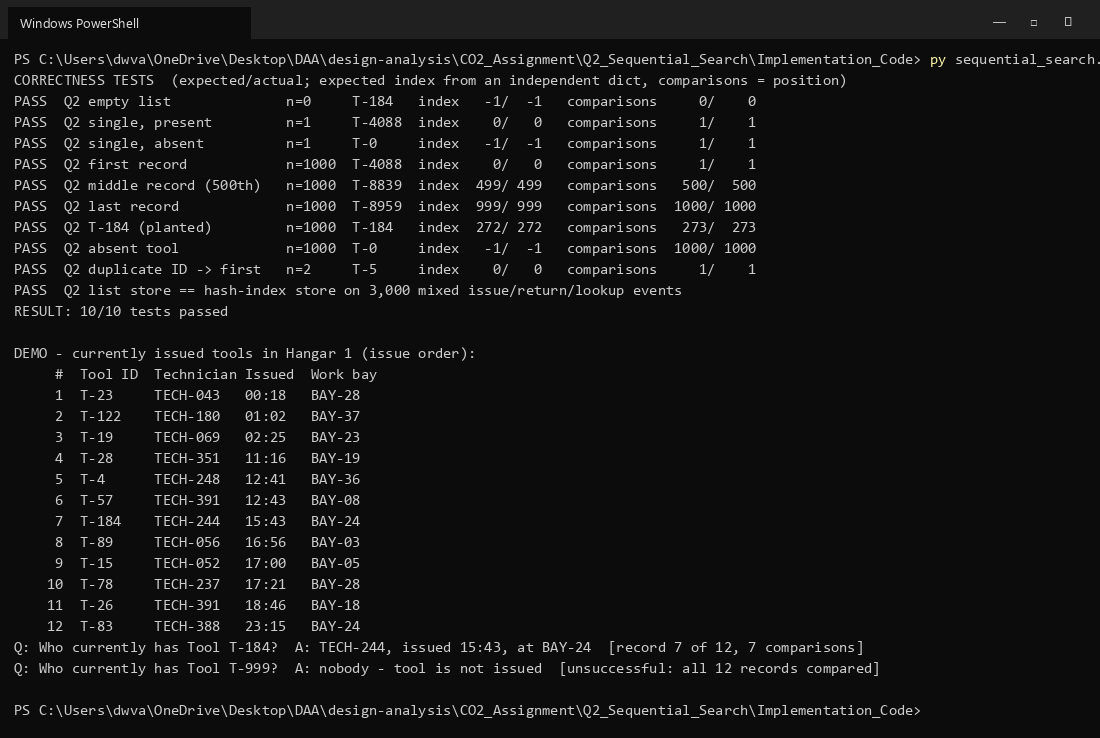 Windows PowerShell
PS C:\Users\dwva\OneDrive\Desktop\DAA\design-analysis\CO2_Assignment\Q2_Sequential_Search\Implementation_Code> py sequential_search.
CORRECTNESS TESTS  (expected/actual; expected index from an independent dict, comparisons = position)
PASS  Q2 empty list              n=0     T-184   index   -1/  -1   comparisons     0/    0
PASS  Q2 single, present         n=1     T-4088  index    0/   0   comparisons     1/    1
PASS  Q2 single, absent          n=1     T-0     index   -1/  -1   comparisons     1/    1
PASS  Q2 first record            n=1000  T-4088  index    0/   0   comparisons     1/    1
PASS  Q2 middle record (500th)   n=1000  T-8839  index  499/ 499   comparisons   500/  500
PASS  Q2 last record             n=1000  T-8959  index  999/ 999   comparisons  1000/ 1000
PASS  Q2 T-184 (planted)         n=1000  T-184   index  272/ 272   comparisons   273/  273
PASS  Q2 absent tool             n=1000  T-0     index   -1/  -1   comparisons  1000/ 1000
PASS  Q2 duplicate ID -> first   n=2     T-5     index    0/   0   comparisons     1/    1
PASS  Q2 list store == hash-index store on 3,000 mixed issue/return/lookup events
RESULT: 10/10 tests passed
DEMO - currently issued tools in Hangar 1 (issue order):
     #  Tool ID  Technician Issued  Work bay
     1  T-23     TECH-043   00:18   BAY-28
     2  T-122    TECH-180   01:02   BAY-37
     3  T-19     TECH-069   02:25   BAY-23
     4  T-28     TECH-351   11:16   BAY-19
     5  T-4      TECH-248   12:41   BAY-36
     6  T-57     TECH-391   12:43   BAY-08
     7  T-184    TECH-244   15:43   BAY-24
     8  T-89     TECH-056   16:56   BAY-03
     9  T-15     TECH-052   17:00   BAY-05
    10  T-78     TECH-237   17:21   BAY-28
    11  T-26     TECH-391   18:46   BAY-18
    12  T-83     TECH-388   23:15   BAY-24
Q: Who currently has Tool T-184?  A: TECH-244, issued 15:43, at BAY-24  [record 7 of 12, 7 comparisons]
Q: Who currently has Tool T-999?  A: nobody - tool is not issued  [unsuccessful: all 12 records compared]
PS C:\Users\dwva\OneDrive\Desktop\DAA\design-analysis\CO2_Assignment\Q2_Sequential_Search\Implementation_Code>